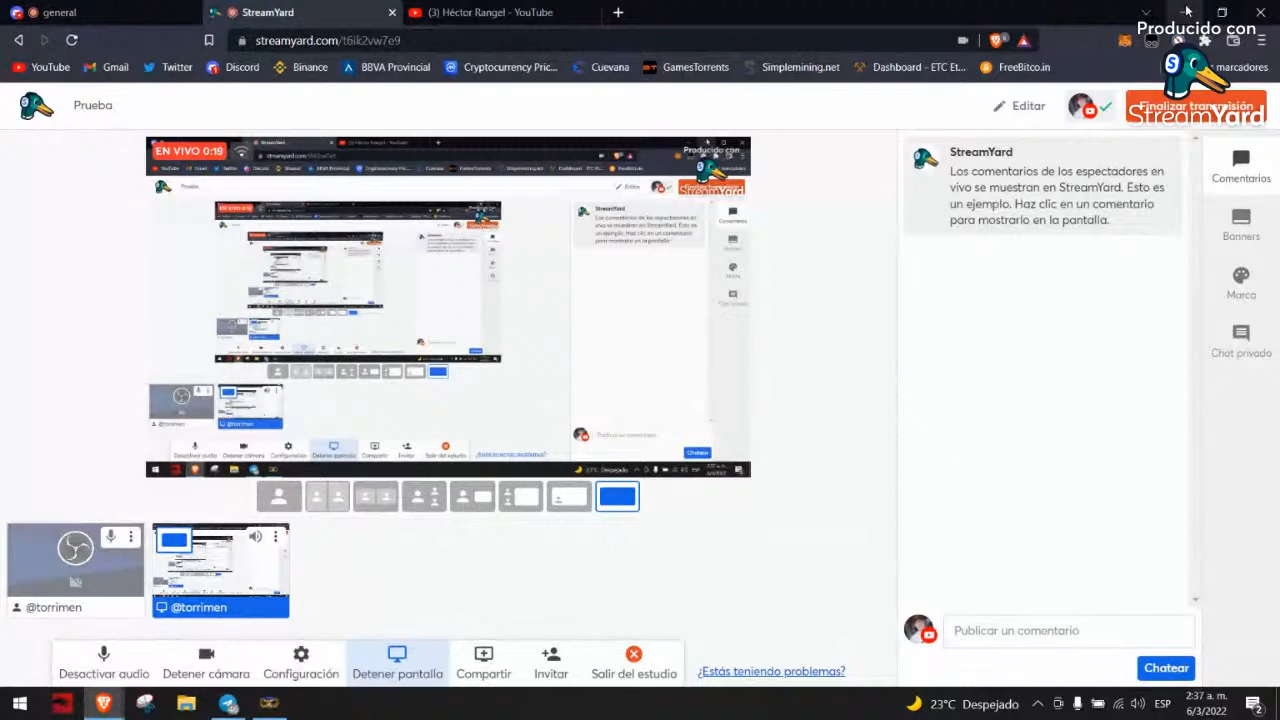 general
StreamYard
(3) Héctor Rangel - YouTube
Producido con
streamyard.com/t6ik2vw7e9
YouTube
Gmail
Twitter
Discord
Binance
BBVA Provincial
Cryptocurrency Pric...
Cuevana
GamesTorrents
Simplemining.net
Dashboard - ETC Et...
FreeBitco.in
marcadores
Prueba
Editar
Finalizar transmisión
StreamYard
EN VIVO 0:19
StreamYard
Los comentarios de los espectadores en
vivo se muestran en StreamYard. Esto es
un ejemplo. Haz clic en un comentario
para mostrarlo en la pantalla.
Comentarios
Banners
Marca
Chat privado
@torrimen
@torrimen
Publicar un comentario
Chatear
Desactivar audio
Detener cámara
Configuración
Detener pantalla
Compartir
Invitar
Salir del estudio
¿Estás teniendo problemas?
23°C Despejado
ESP
2:37 a. m.
6/3/2022
2